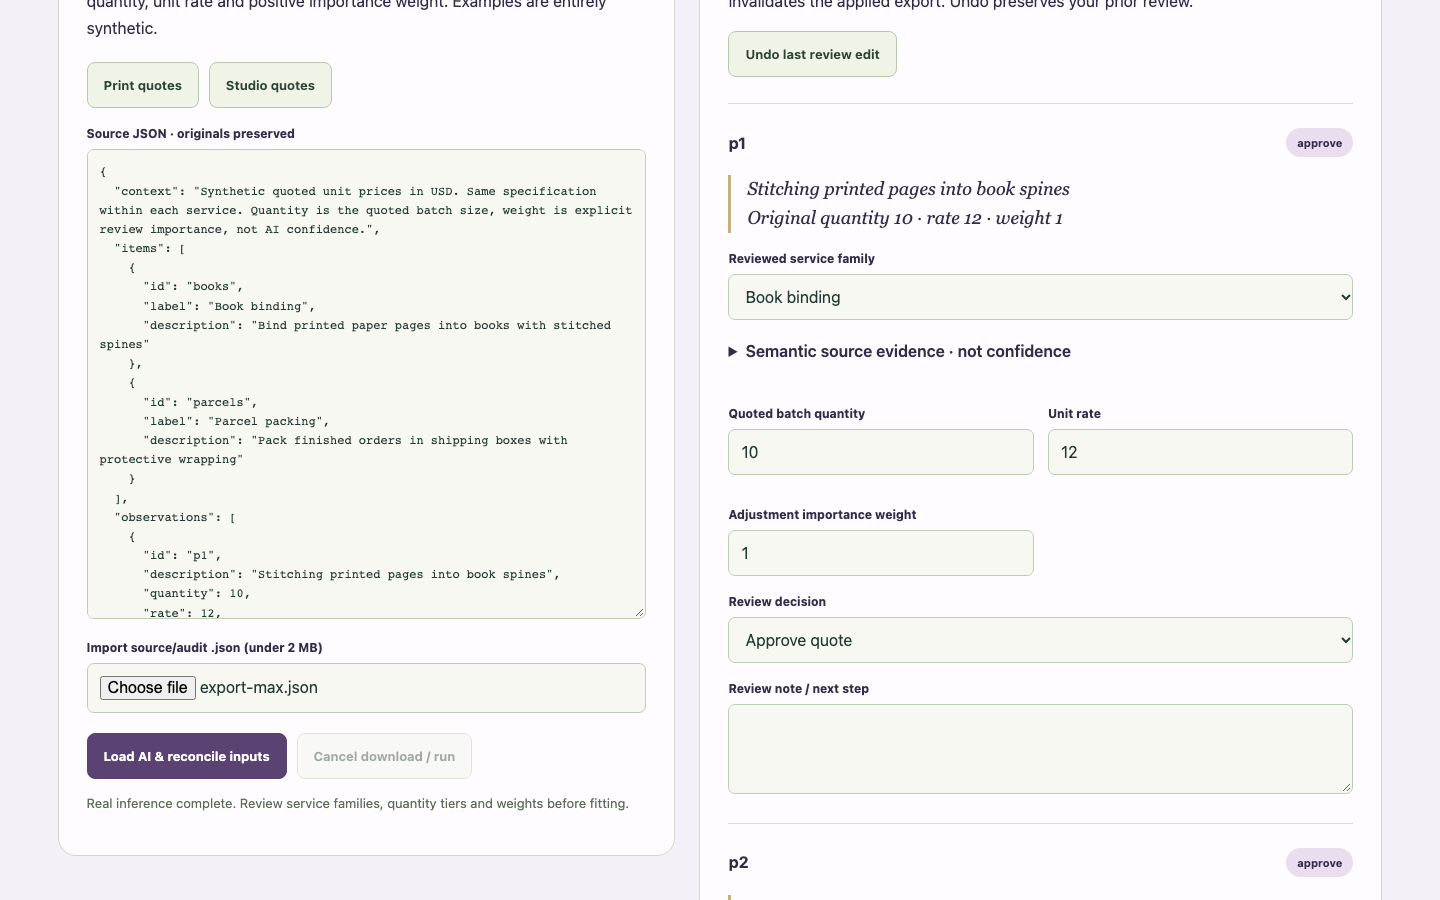 quantity, unit rate and positive importance weight. Examples are entirely
synthetic.
Print quotes
Studio quotes
Source JSON · originals preserved
{
  "context": "Synthetic quoted unit prices in USD. Same specification
within each service. Quantity is the quoted batch size, weight is explicit
review importance, not AI confidence.",
  "items": [
    {
      "id": "books",
      "label": "Book binding",
      "description": "Bind printed paper pages into books with stitched
spines"
    },
    {
      "id": "parcels",
      "label": "Parcel packing",
      "description": "Pack finished orders in shipping boxes with
protective wrapping"
    }
  ],
  "observations": [
    {
      "id": "p1",
      "description": "Stitching printed pages into book spines",
      "quantity": 10,
      "rate": 12,
Import source/audit .json (under 2 MB)
Choose file export-max.json
Load AI & reconcile inputs
Cancel download / run
Real inference complete. Review service families, quantity tiers and weights before fitting.
invalidates the applied export. Undo preserves your prior review.
Undo last review edit
p1
approve
Stitching printed pages into book spines
Original quantity 10 · rate 12 · weight 1
Reviewed service family
Book binding
Semantic source evidence · not confidence
Quoted batch quantity
Unit rate
10
12
Adjustment importance weight
1
Review decision
Approve quote
Review note / next step
p2
approve